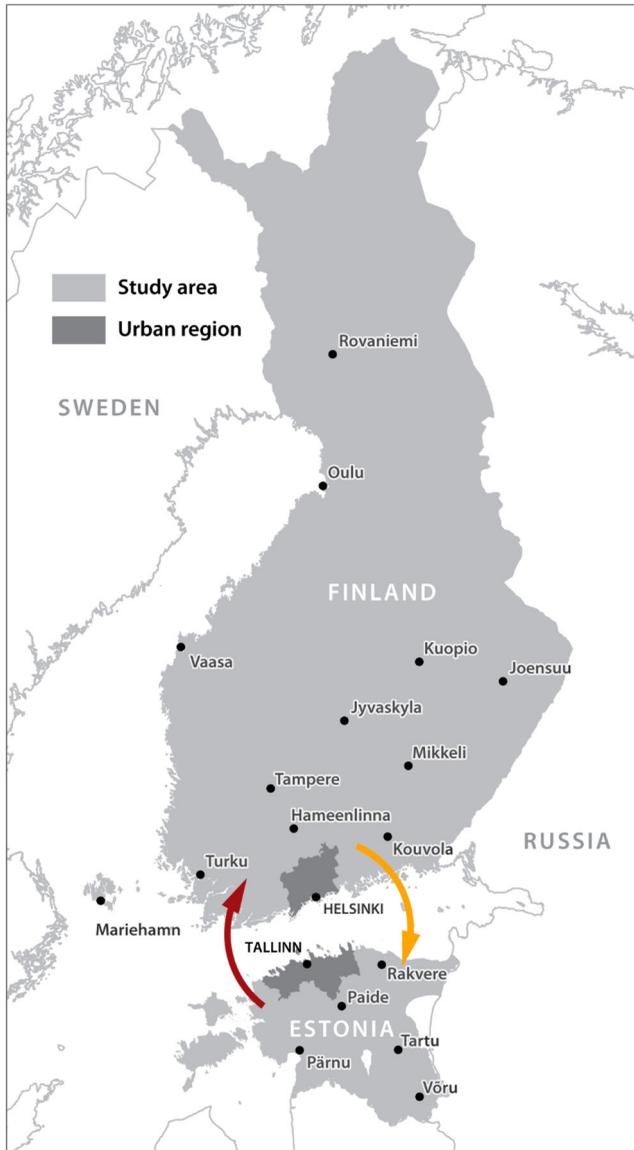 Study area
Urban region
Rovaniemi
SWEDEN
Oulu
FINLAND
Vaasa
Kuopio
Joensuu
Jyvaskyla
Mikkeli
Tampere
Hameenlinna
Kouvola
RUSSIA
Turku
HELSINKI
Mariehamn
TALLINN
Rakvere
Paide
ESTONIA
Tartu
Pärnu
Võru